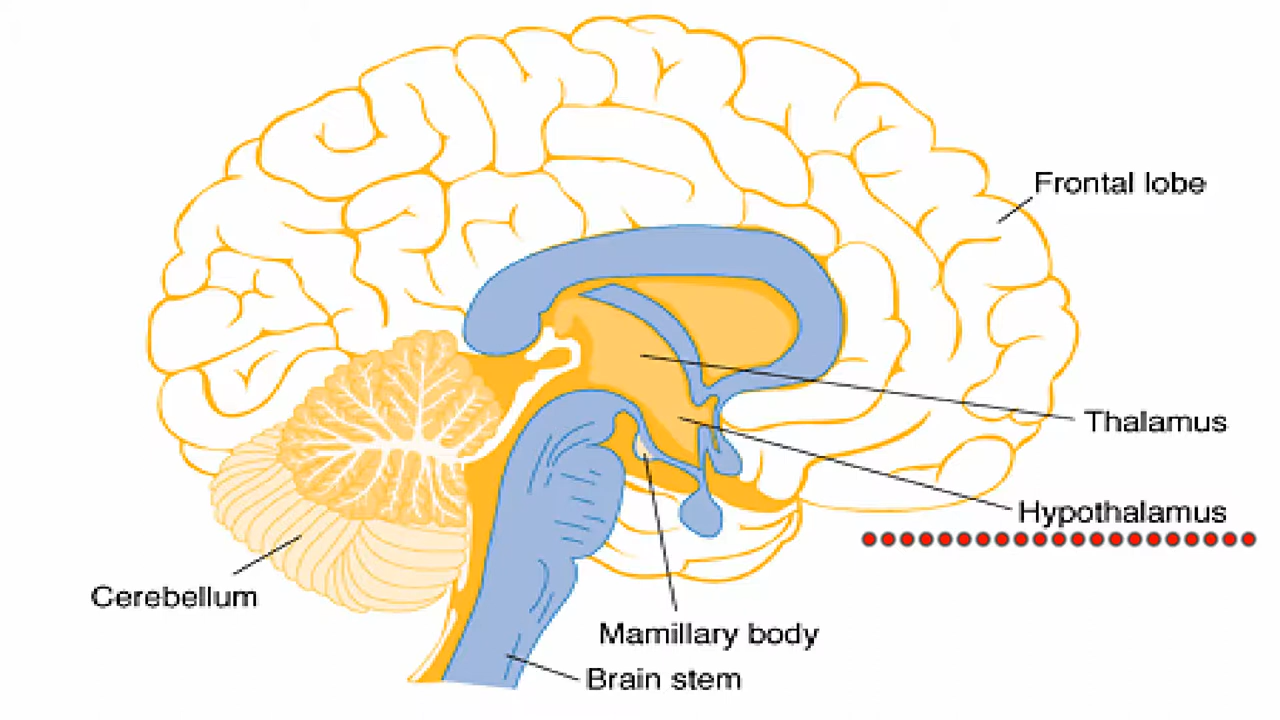 Frontal lobe
Thalamus
Hypothalamus
Cerebellum
Mamillary body
Brain stem